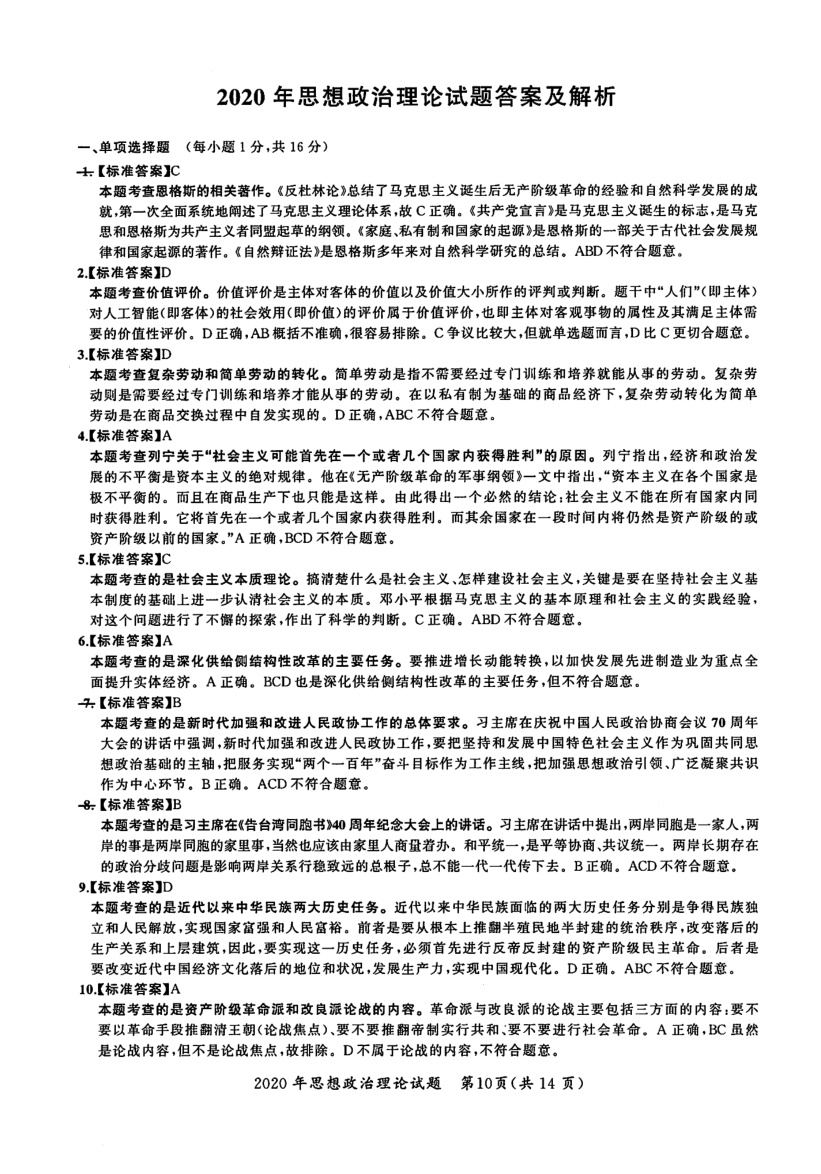 2020 年思想政治理论试题答案及解析
一、单项选择题 (每小题 1 分,共 16 分)
1.【标准答案】C
本题考查恩格斯的相关著作。《反杜林论》总结了马克思主义诞生后无产阶级革命的经验和自然科学发展的成
就,第一次全面系统地阐述了马克思主义理论体系,故 C 正确。《共产党宣言》是马克思主义诞生的标志,是马克
思和恩格斯为共产主义者同盟起草的纲领。《家庭、私有制和国家的起源》是恩格斯的一部关于古代社会发展规
律和国家起源的著作。《自然辩证法》是恩格斯多年来对自然科学研究的总结。ABD不符合题意。
2.【标准答案】D
本题考查价值评价。价值评价是主体对客体的价值以及价值大小所作的评判或判断。题干中“人们”(即主体)
对人工智能(即客体)的社会效用(即价值)的评价属于价值评价,也即主体对客观事物的属性及其满足主体需
要的价值性评价。D 正确,AB 概括不准确,很容易排除。C 争议比较大,但就单选题而言,D 比 C 更切合题意。
3.【标准答案】D
本题考查复杂劳动和简单劳动的转化。简单劳动是指不需要经过专门训练和培养就能从事的劳动。复杂劳
动则是需要经过专门训练和培养才能从事的劳动。在以私有制为基础的商品经济下,复杂劳动转化为简单
劳动是在商品交换过程中自发实现的。D 正确,ABC 不符合题意。
4.【标准答案】A
本题考查列宁关于“社会主义可能首先在一个或者几个国家内获得胜利”的原因。列宁指出,经济和政治发
展的不平衡是资本主义的绝对规律。他在《无产阶级革命的军事纲领》一文中指出,“资本主义在各个国家是
极不平衡的。而且在商品生产下也只能是这样。由此得出一个必然的结论:社会主义不能在所有国家内同
时获得胜利。它将首先在一个或者几个国家内获得胜利。而其余国家在一段时间内将仍然是资产阶级的或
资产阶级以前的国家。”A 正确,BCD 不符合题意。
5.【标准答案】C
本题考查的是社会主义本质理论。搞清楚什么是社会主义、怎样建设社会主义,关键是要在坚持社会主义基
本制度的基础上进一步认清社会主义的本质。邓小平根据马克思主义的基本原理和社会主义的实践经验,
对这个问题进行了不懈的探索,作出了科学的判断。C 正确。ABD 不符合题意。
6.【标准答案】A
本题考查的是深化供给侧结构性改革的主要任务。要推进增长动能转换,以加快发展先进制造业为重点全
面提升实体经济。A 正确。BCD 也是深化供给侧结构性改革的主要任务,但不符合题意。
7.【标准答案】B
本题考查的是新时代加强和改进人民政协工作的总体要求。习主席在庆祝中国人民政治协商会议 70 周年
大会的讲话中强调,新时代加强和改进人民政协工作,要把坚持和发展中国特色社会主义作为巩固共同思
想政治基础的主轴,把服务实现“两个一百年”奋斗目标作为工作主线,把加强思想政治引领、广泛凝聚共识
作为中心环节。B 正确。ACD 不符合题意。
8.【标准答案】B
本题考查的是习主席在《告台湾同胞书》40 周年纪念大会上的讲话。习主席在讲话中提出,两岸同胞是一家人,两
岸的事是两岸同胞的家里事,当然也应该由家里人商量着办。和平统一,是平等协商、共议统一。两岸长期存在
的政治分歧问题是影响两岸关系行稳致远的总根子,总不能一代一代传下去。B 正确。ACD 不符合题意。
9.【标准答案】D
本题考查的是近代以来中华民族两大历史任务。近代以来中华民族面临的两大历史任务分别是争得民族独
立和人民解放,实现国家富强和人民富裕。前者是要从根本上推翻半殖民地半封建的统治秩序,改变落后的
生产关系和上层建筑,因此,要实现这一历史任务,必须首先进行反帝反封建的资产阶级民主革命。后者是
要改变近代中国经济文化落后的地位和状况,发展生产力,实现中国现代化。D 正确。ABC 不符合题意。
10.【标准答案】A
本题考查的是资产阶级革命派和改良派论战的内容。革命派与改良派的论战主要包括三方面的内容:要不
要以革命手段推翻清王朝(论战焦点)、要不要推翻帝制实行共和、要不要进行社会革命。A 正确,BC 虽然
是论战内容,但不是论战焦点,故排除。D 不属于论战的内容,不符合题意。
2020 年思想政治理论试题 第10页(共 14 页)